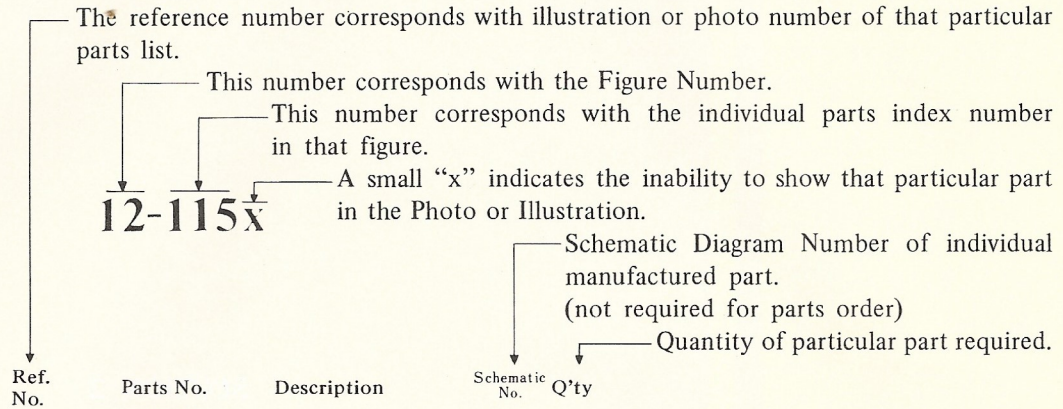 The reference number corresponds with illustration or photo number of that particular
parts list.
This number corresponds with the Figure Number.
This number corresponds with the individual parts index number
in that figure.
A small “x” indicates the inability to show that particular part
in the Photo or Illustration.
12-115x
Schematic Diagram Number of individual
manufactured part.
(not required for parts order)
Quantity of particular part required.
Ref. No. Parts No. Description Schematic No. Q'ty